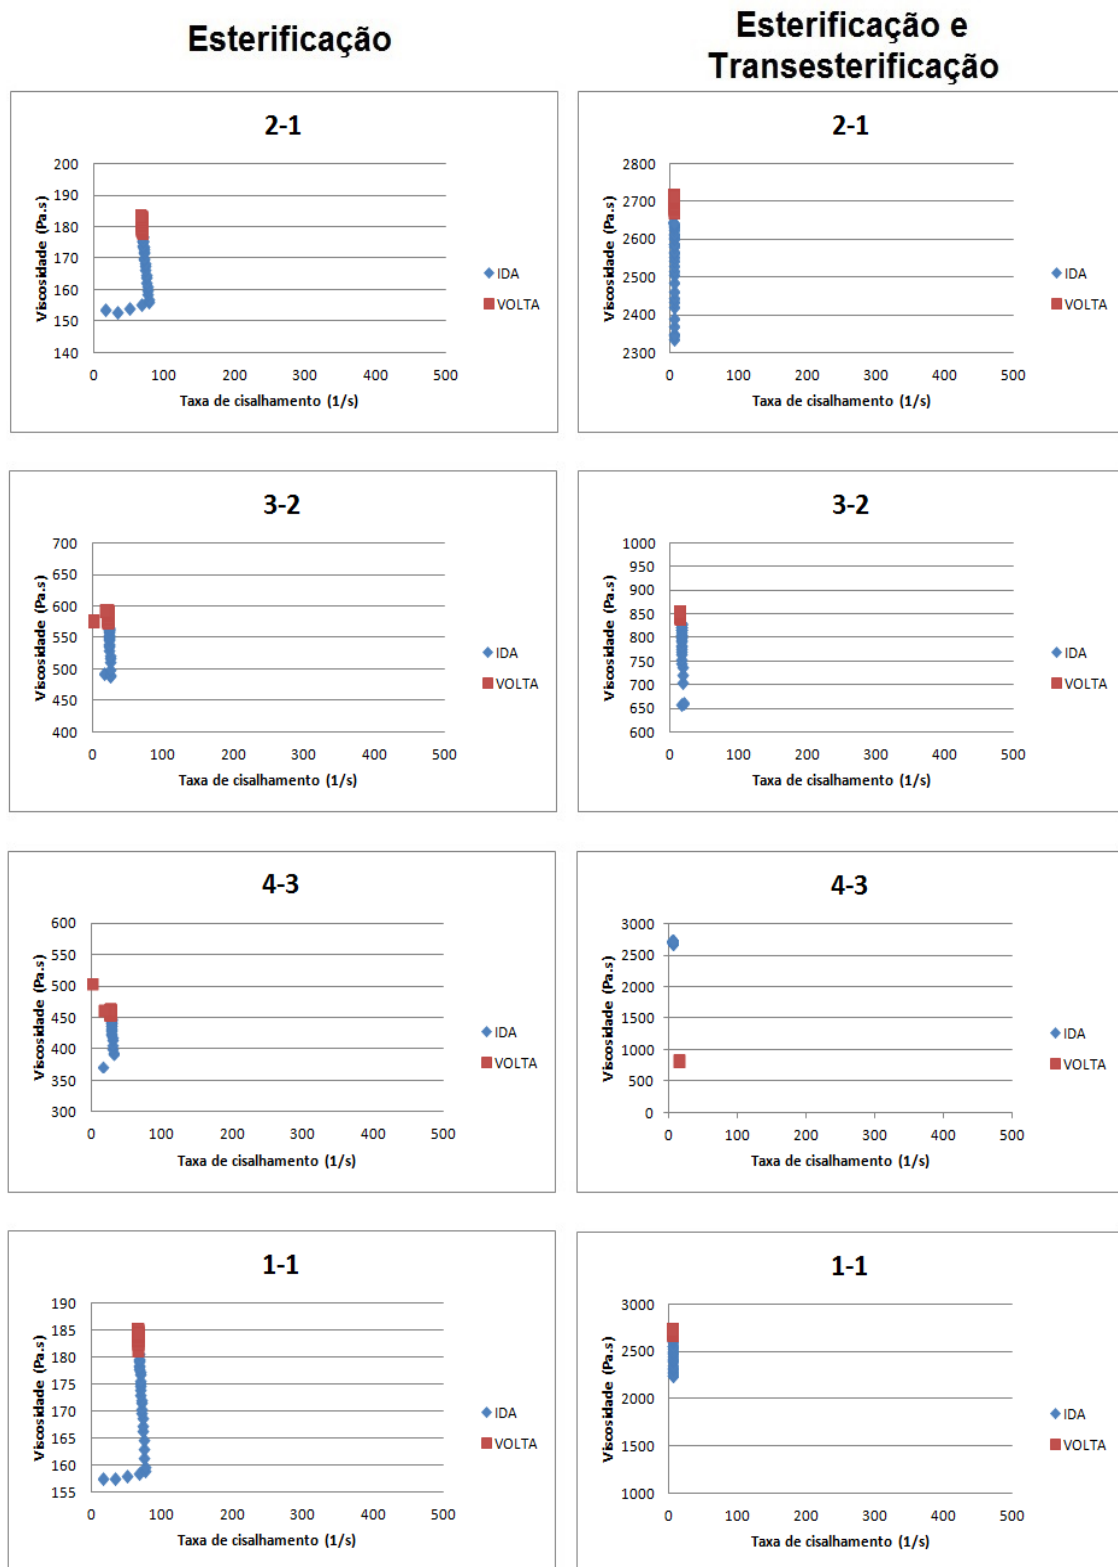 Esterificação
Esterificação e
Transesterificação
2-1
Viscosidade (Pa.s)
200
190
180
170
160
150
140
0 100 200 300 400 500
Taxa de cisalhamento (1/s)
IDA
VOLTA
2-1
Viscosidade (Pa.s)
2800
2700
2600
2500
2400
2300
0 100 200 300 400 500
Taxa de cisalhamento (1/s)
IDA
VOLTA
3-2
Viscosidade (Pa.s)
700
650
600
550
500
450
400
0 100 200 300 400 500
Taxa de cisalhamento (1/s)
IDA
VOLTA
3-2
Viscosidade (Pa.s)
1000
950
900
850
800
750
700
650
600
0 100 200 300 400 500
Taxa de cisalhamento (1/s)
IDA
VOLTA
4-3
Viscosidade (Pa.s)
600
550
500
450
400
350
300
0 100 200 300 400 500
Taxa de cisalhamento (1/s)
IDA
VOLTA
4-3
Viscosidade (Pa.s)
3000
2500
2000
1500
1000
500
0
0 100 200 300 400 500
Taxa de cisalhamento (1/s)
IDA
VOLTA
1-1
Viscosidade (Pa.s)
190
185
180
175
170
165
160
155
0 100 200 300 400 500
Taxa de cisalhamento (1/s)
IDA
VOLTA
1-1
Viscosidade (Pa.s)
3000
2500
2000
1500
1000
0 100 200 300 400 500
Taxa de cisalhamento (1/s)
IDA
VOLTA